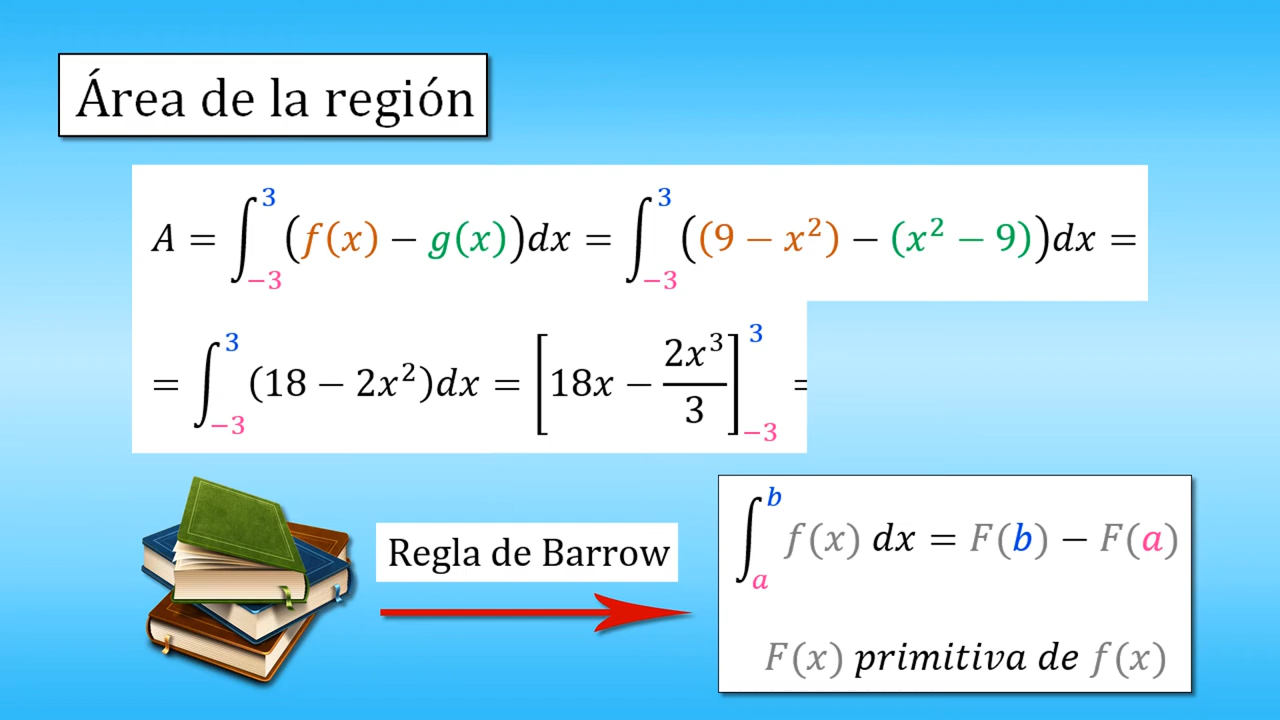 Área de la región
A = ∫_{-3}^{3} (f(x) − g(x))dx = ∫_{-3}^{3} ((9 − x²) − (x² − 9))dx =
= ∫_{-3}^{3} (18 − 2x²)dx = [18x − 2x³/3]_{-3}^{3} =
Regla de Barrow
∫_{a}^{b} f(x) dx = F(b) − F(a)
F(x) primitiva de f(x)